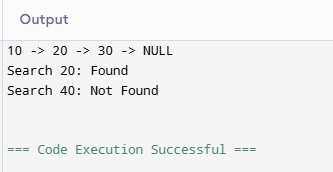 Output
10 -> 20 -> 30 -> NULL
Search 20: Found
Search 40: Not Found
=== Code Execution Successful ===